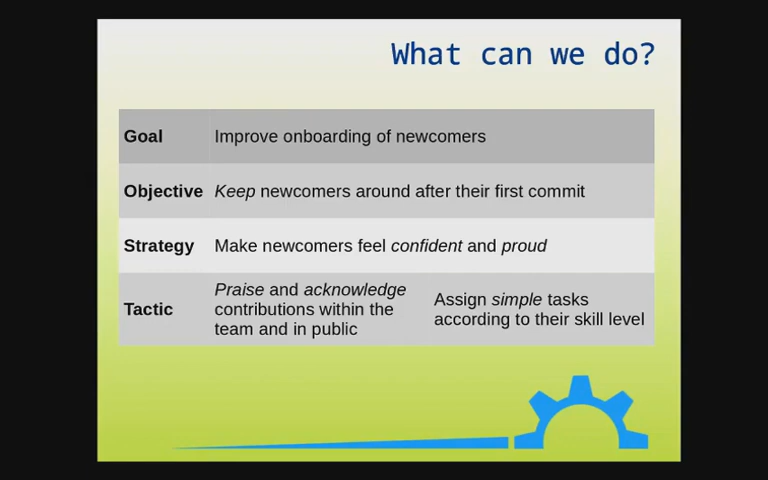 What can we do?
Goal Improve onboarding of newcomers
Objective Keep newcomers around after their first commit
Strategy Make newcomers feel confident and proud
Tactic
Praise and acknowledge
contributions within the
team and in public
Assign simple tasks
according to their skill level